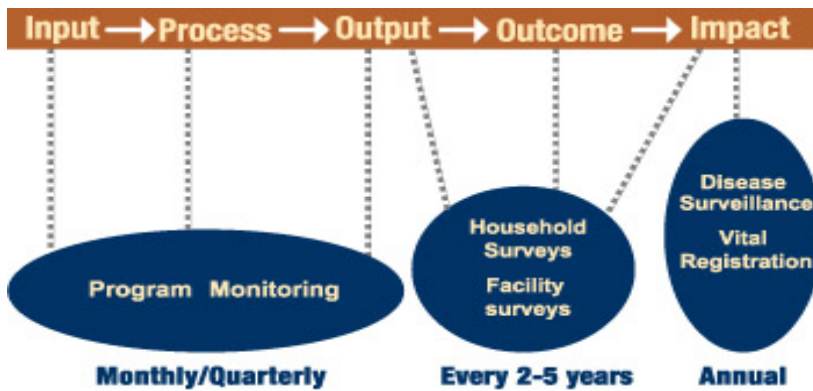 Input → Process → Output → Outcome → Impact
Program Monitoring
Household
Surveys
Facility
surveys
Disease
Surveillance
Vital
Registration
Monthly/Quarterly
Every 2-5 years
Annual